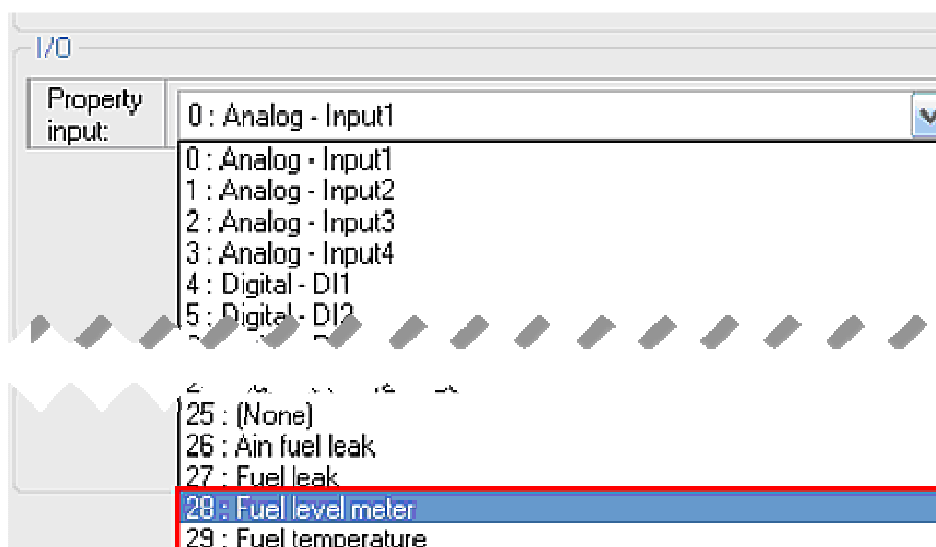 I/O
Property
input:
0 : Analog - Input1
0 : Analog - Input1
1 : Analog - Input2
2 : Analog - Input3
3 : Analog - Input4
4 : Digital - DI1
5 : Digital - DI2
25 : (None)
26 : Ain fuel leak
27 : Fuel leak
28 : Fuel level meter
29 : Fuel temperature